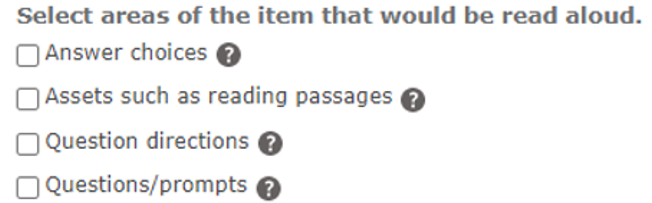 Select areas of the item that would be read aloud.
Answer choices ?
Assets such as reading passages ?
Question directions ?
Questions/prompts ?